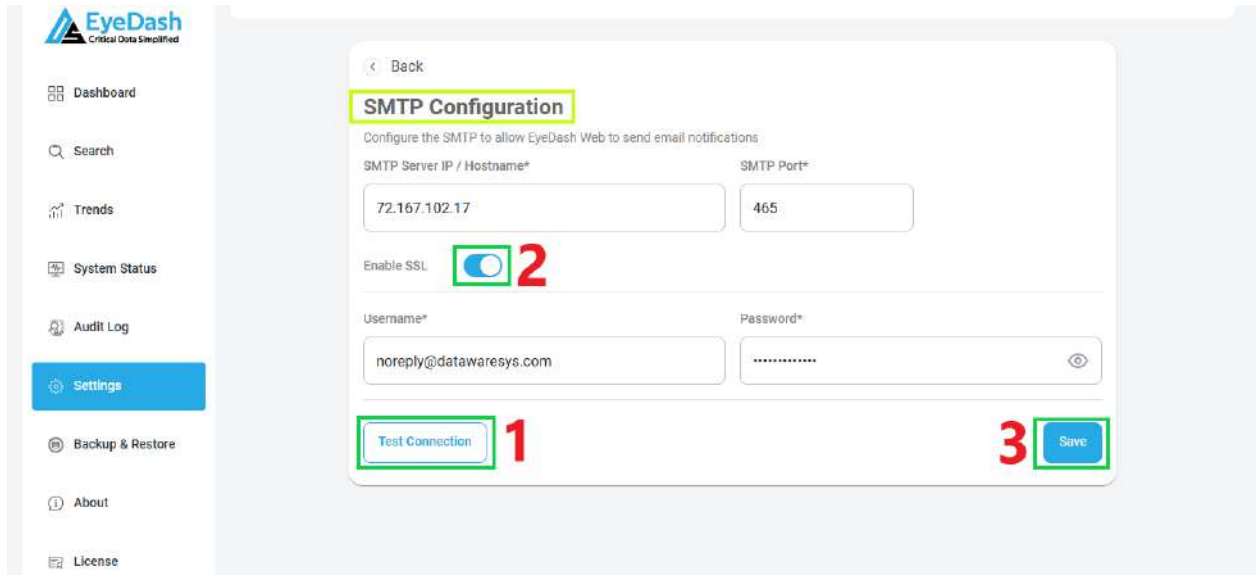 EyeDash
Critical Data Simplified
Dashboard
Search
Trends
System Status
Audit Log
Settings
Backup & Restore
About
License
Back
SMTP Configuration
Configure the SMTP to allow EyeDash Web to send email notifications
SMTP Server IP / Hostname* SMTP Port*
72.167.102.17 465
Enable SSL 2
Username* Password*
noreply@datawaresys.com •••••••••••••
Test Connection 1 3 Save